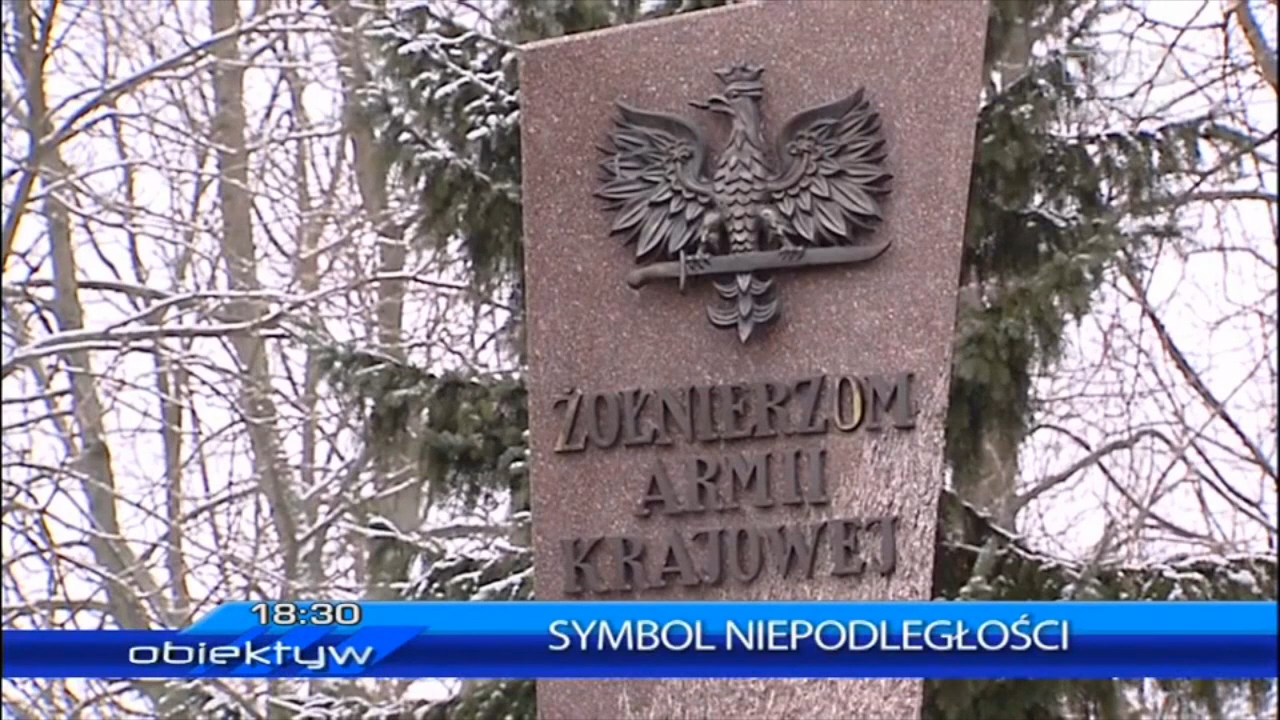 ŻOŁNIERZOM
ARMII
KRAJOWEJ
18:30
obiektyw
SYMBOL NIEPODLEGŁOŚCI